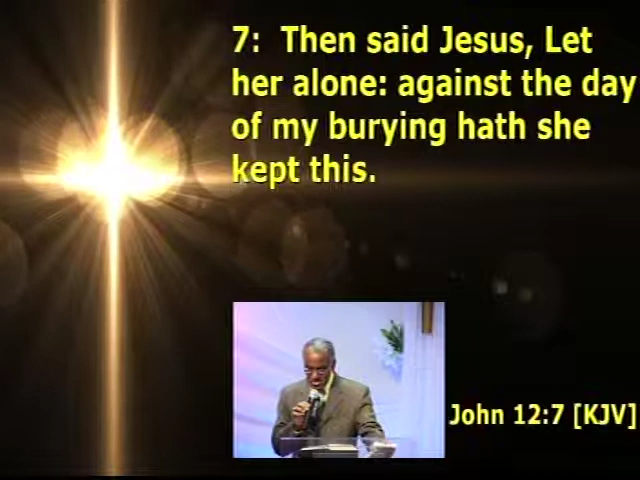 7:  Then said Jesus, Let
her alone: against the day
of my burying hath she
kept this.
John 12:7 [KJV]